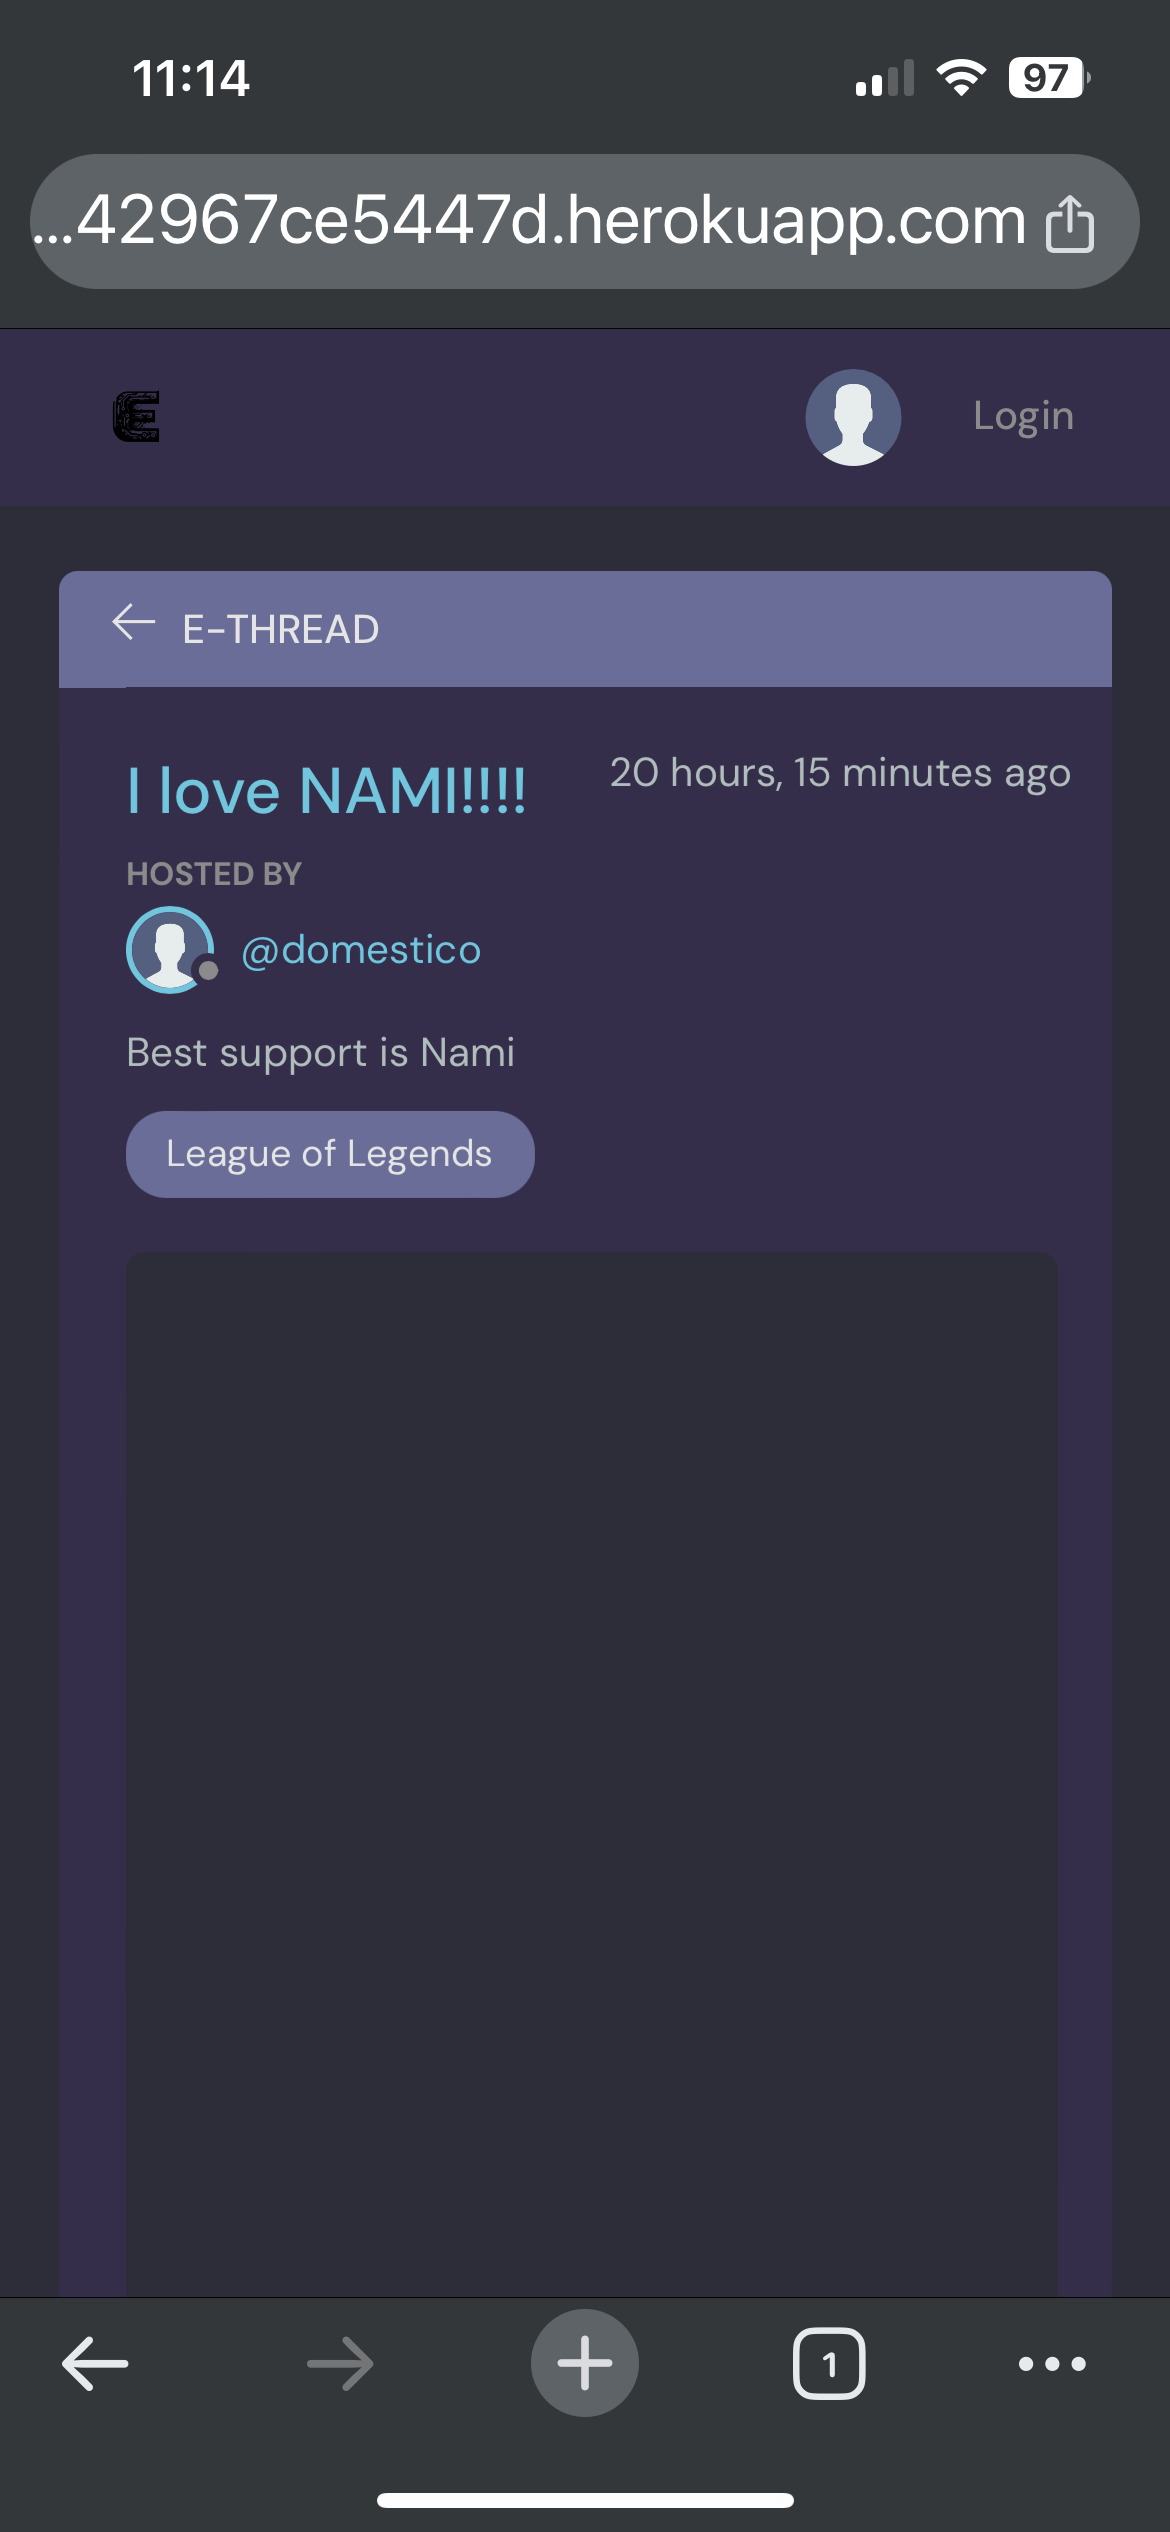 11:14
97
...42967ce5447d.herokuapp.com
E
Login
E-THREAD
I love NAMI!!!!
20 hours, 15 minutes ago
HOSTED BY
@domestico
Best support is Nami
League of Legends
1